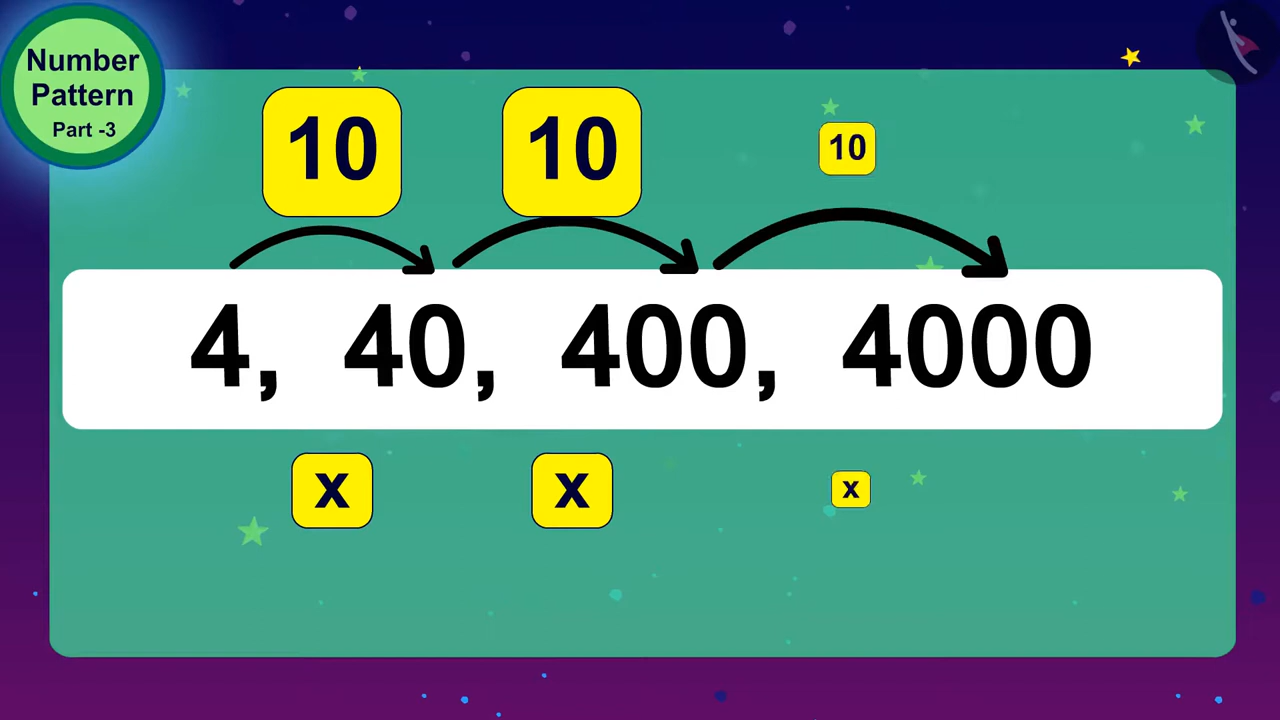 Number
Pattern
Part -3
10 10 10
4, 40, 400, 4000
x x x